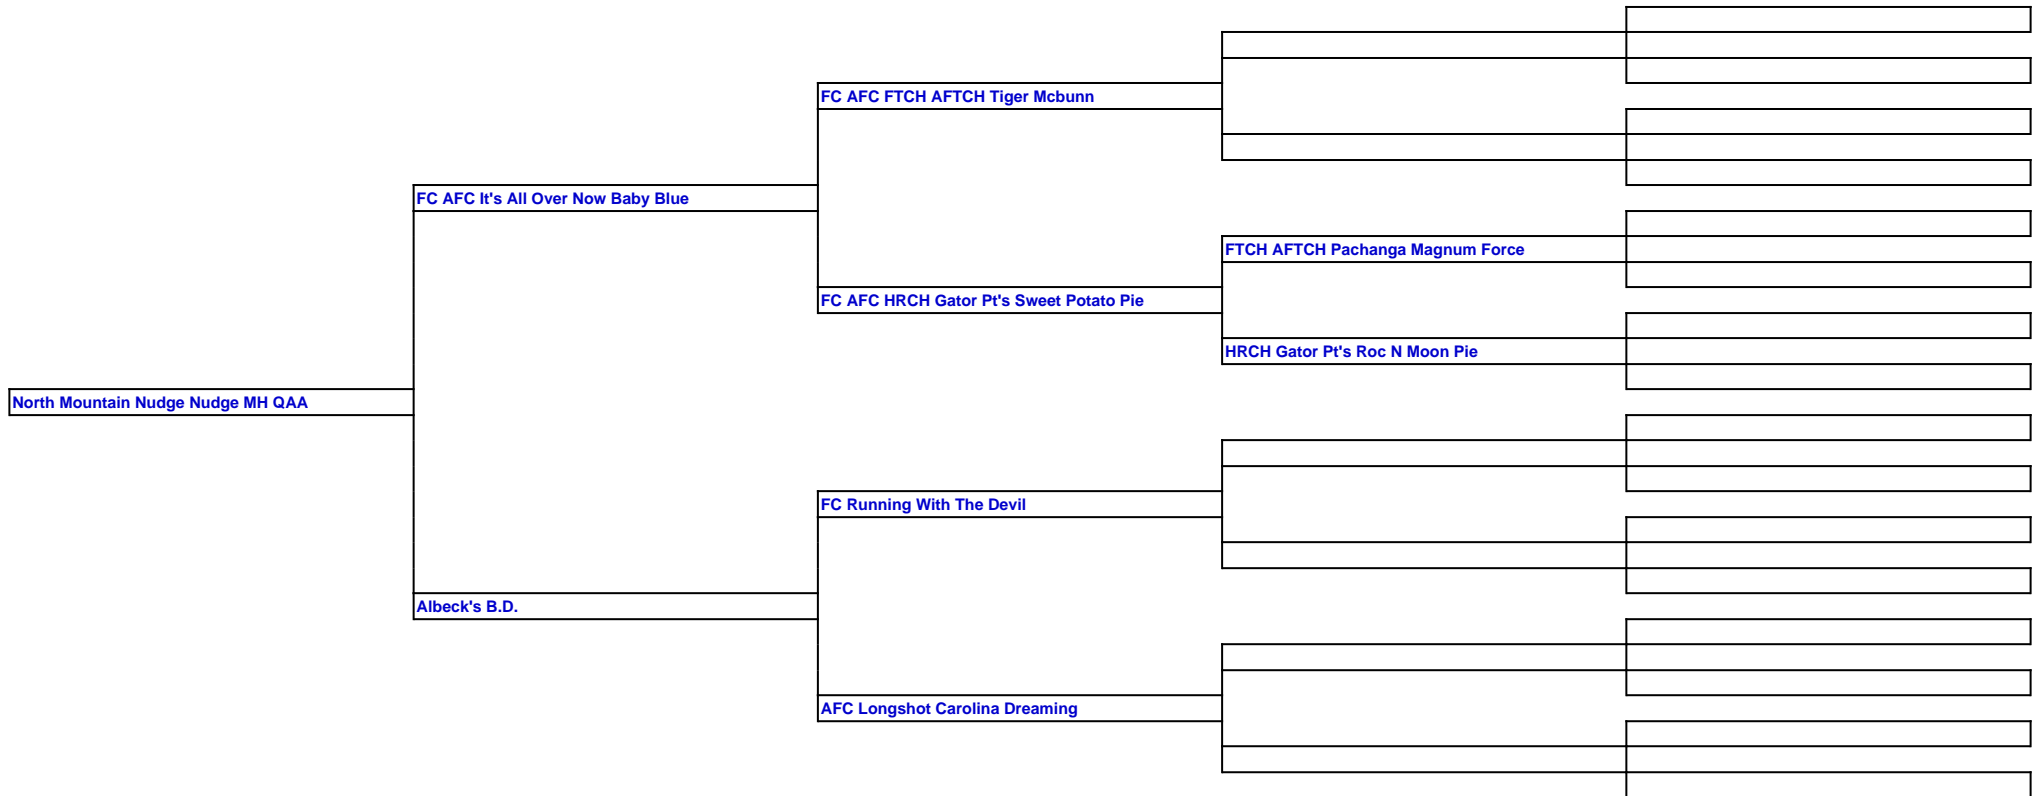 FC AFC FTCH AFTCH Tiger Mcbunn
FC AFC It's All Over Now Baby Blue
FTCH AFTCH Pachanga Magnum Force
FC AFC HRCH Gator Pt's Sweet Potato Pie
HRCH Gator Pt's Roc N Moon Pie
North Mountain Nudge Nudge MH QAA
FC Running With The Devil
Albeck's B.D.
AFC Longshot Carolina Dreaming